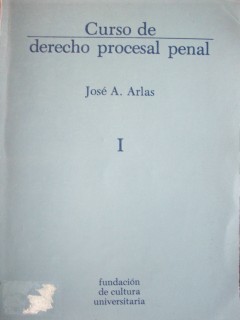 Curso de
derecho procesal penal
José A. Arlas
I
fundación
de cultura
universitaria